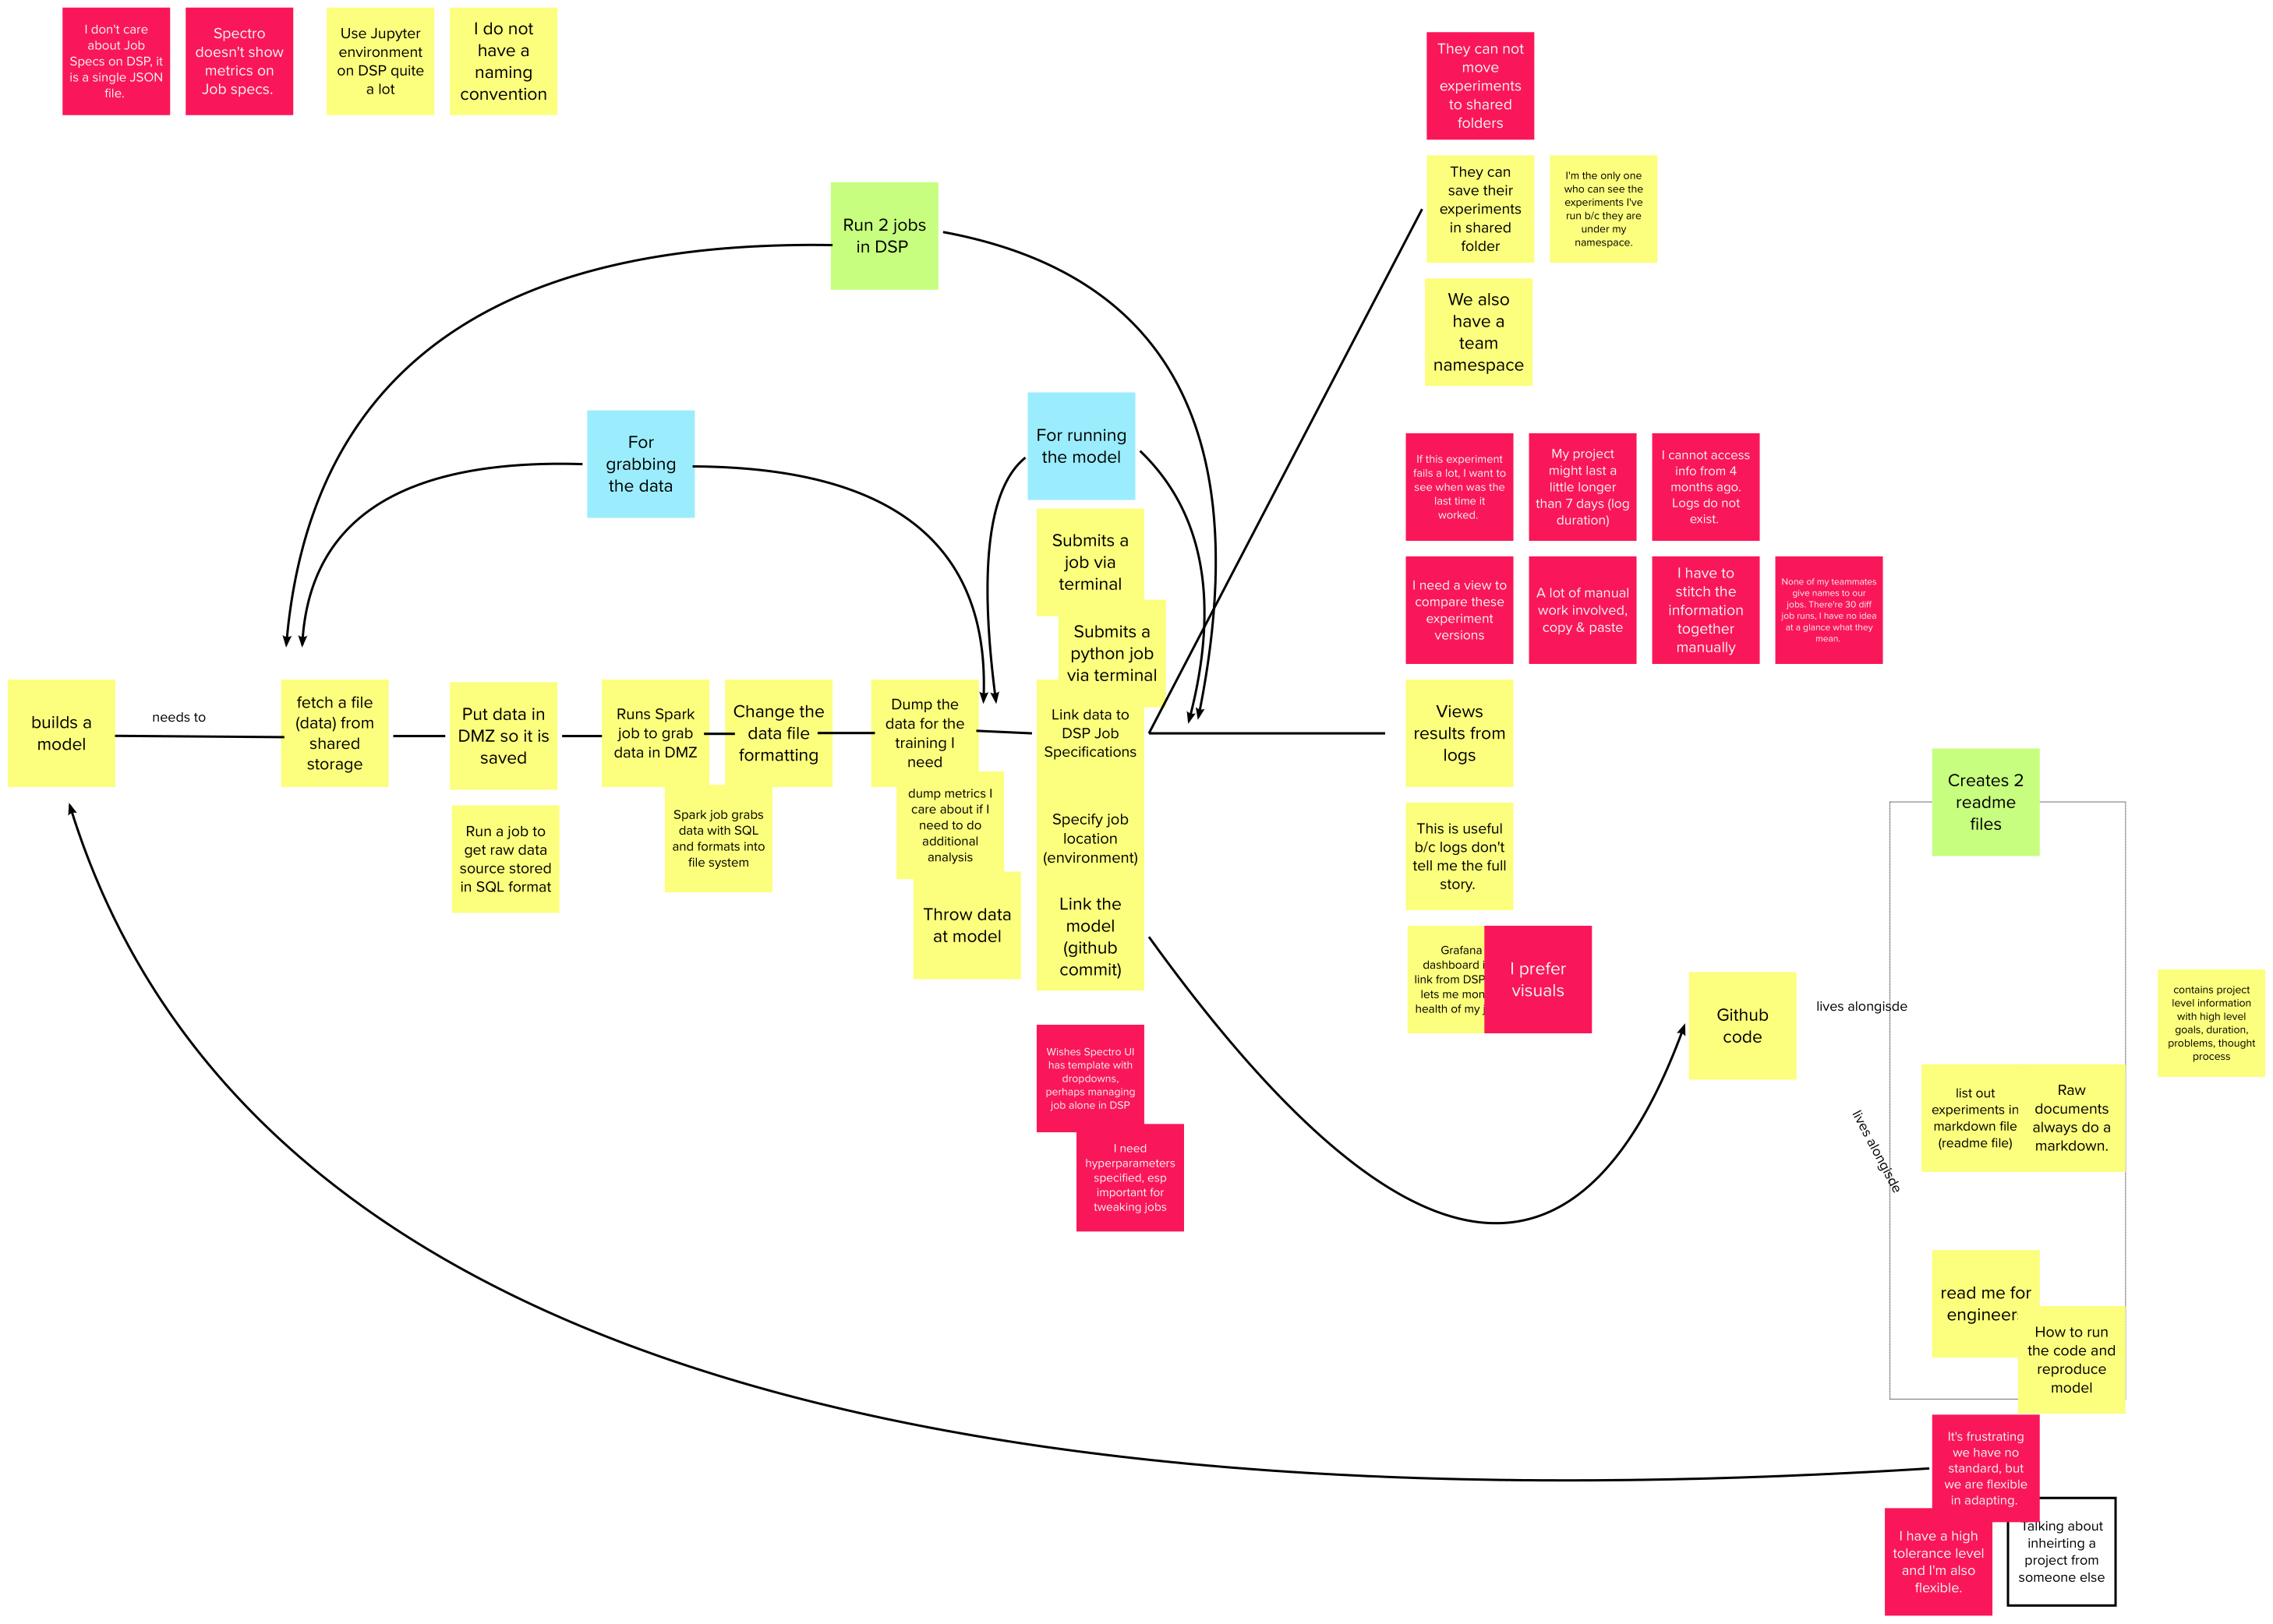 I don't care
about Job
Specs on DSP, it
is a single JSON
file.
Spectro
doesn't show
metrics on
Job specs.
Use Jupyter
environment
on DSP quite
a lot
I do not
have a
naming
convention
They can not
move
experiments
to shared
folders
They can
save their
experiments
in shared
folder
I'm the only one
who can see the
experiments I've
run b/c they are
under my
namespace.
We also
have a
team
namespace
Run 2 jobs
in DSP
For
grabbing
the data
For running
the model
If this experiment
fails a lot, I want to
see when was the
last time it
worked.
My project
might last a
little longer
than 7 days (log
duration)
I cannot access
info from 4
months ago.
Logs do not
exist.
I need a view to
compare these
experiment
versions
A lot of manual
work involved,
copy & paste
I have to
stitch the
information
together
manually
None of my teammates
give names to our
jobs. There're 30 diff
job runs, I have no idea
at a glance what they
mean.
Submits a
job via
terminal
Submits a
python job
via terminal
builds a
model
needs to
fetch a file
(data) from
shared
storage
Put data in
DMZ so it is
saved
Runs Spark
job to grab
data in DMZ
Change the
data file
formatting
Dump the
data for the
training I
need
Link data to
DSP Job
Specifications
Views
results from
logs
Run a job to
get raw data
source stored
in SQL format
Spark job grabs
data with SQL
and formats into
file system
dump metrics I
care about if I
need to do
additional
analysis
Throw data
at model
Specify job
location
(environment)
Link the
model
(github
commit)
This is useful
b/c logs don't
tell me the full
story.
Grafana
dashboard
link from DSP
lets me
health of my
I prefer
visuals
Wishes Spectro UI
has template with
dropdowns,
perhaps managing
job alone in DSP
I need
hyperparameters
specified, esp
important for
tweaking jobs
Github
code
lives alongisde
lives alongisde
Creates 2
readme
files
contains project
level information
with high level
goals, duration,
problems, thought
process
list out
experiments in
markdown file
(readme file)
Raw
documents
always do a
markdown.
read me for
engineer
How to run
the code and
reproduce
model
It's frustrating
we have no
standard, but
we are flexible
in adapting.
I have a high
tolerance level
and I'm also
flexible.
Talking about
inheirting a
project from
someone else